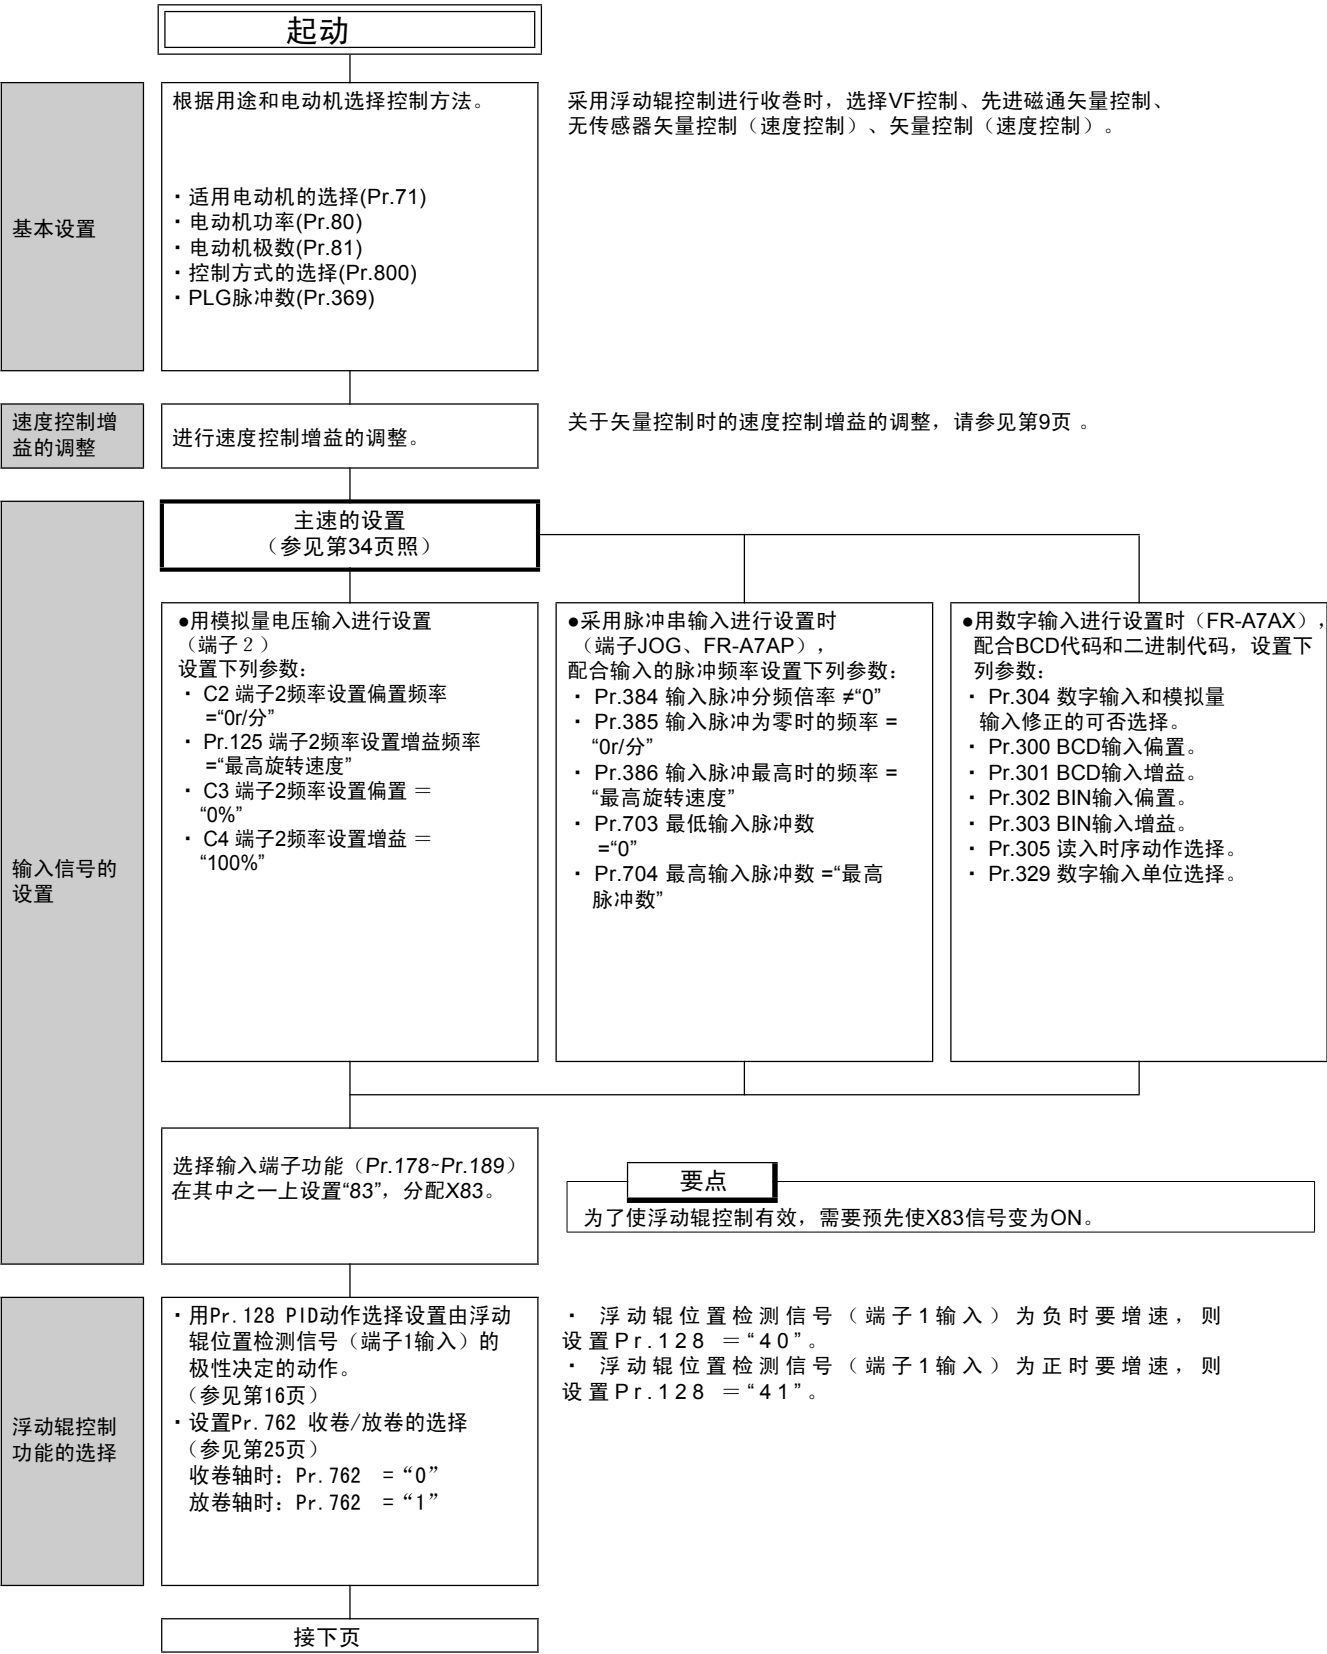 起动
基本设置
根据用途和电动机选择控制方法。
・适用电动机的选择(Pr.71)
・电动机功率(Pr.80)
・电动机极数(Pr.81)
・控制方式的选择(Pr.800)
・PLG脉冲数(Pr.369)
采用浮动辊控制进行收卷时，选择VF控制、先进磁通矢量控制、
无传感器矢量控制（速度控制）、矢量控制（速度控制）。
速度控制增
益的调整
进行速度控制增益的调整。
关于矢量控制时的速度控制增益的调整，请参见第9页 。
输入信号的
设置
主速的设置
（参见第34页照）
●用模拟量电压输入进行设置
（端子２）
设置下列参数：
・ C2 端子2频率设置偏置频率
="0r/分”
・ Pr.125 端子2频率设置增益频率
=“最高旋转速度”
・ C3 端子2频率设置偏置 ＝
“0%”
・ C4 端子2频率设置增益 ＝
“100%”
●采用脉冲串输入进行设置时
（端子JOG、FR-A7AP），
配合输入的脉冲频率设置下列参数：
・ Pr.384 输入脉冲分频倍率 ≠“0”
・ Pr.385 输入脉冲为零时的频率 =
“0r/分”
・ Pr.386 输入脉冲最高时的频率 =
“最高旋转速度”
・ Pr.703 最低输入脉冲数
=“0”
・ Pr.704 最高输入脉冲数 =“最高
脉冲数”
●用数字输入进行设置时（FR-A7AX），
配合BCD代码和二进制代码，设置下
列参数：
・ Pr.304 数字输入和模拟量
输入修正的可否选择。
・ Pr.300 BCD输入偏置。
・ Pr.301 BCD输入增益。
・ Pr.302 BIN输入偏置。
・ Pr.303 BIN输入增益。
・ Pr.305 读入时序动作选择。
・ Pr.329 数字输入单位选择。
选择输入端子功能（Pr.178~Pr.189）
在其中之一上设置“83”，分配X83。
要点
为了使浮动辊控制有效，需要预先使X83信号变为ON。
浮动辊控制
功能的选择
・用Pr.128 PID动作选择设置由浮动
辊位置检测信号（端子1输入）的
极性决定的动作。
（参见第16页）
・设置Pr.762 收卷/放卷的选择
（参见第25页）
收卷轴时：Pr.762 =“0”
放卷轴时：Pr.762 =“1”
・ 浮动辊位置检测信号（端子1输入）为负时要增速，则
设置Pr.128 ＝“40”。
・ 浮动辊位置检测信号（端子1输入）为正时要增速，则
设置Pr.128 ＝“41”。
接下页